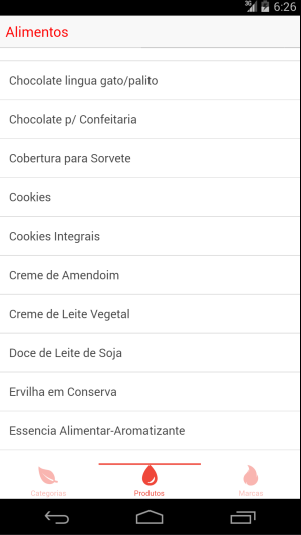 3G 6:26
Alimentos
Chocolate lingua gato/palito
Chocolate p/ Confeitaria
Cobertura para Sorvete
Cookies
Cookies Integrais
Creme de Amendoim
Creme de Leite Vegetal
Doce de Leite de Soja
Ervilha em Conserva
Essencia Alimentar-Aromatizante
Categorias Produtos Marcas